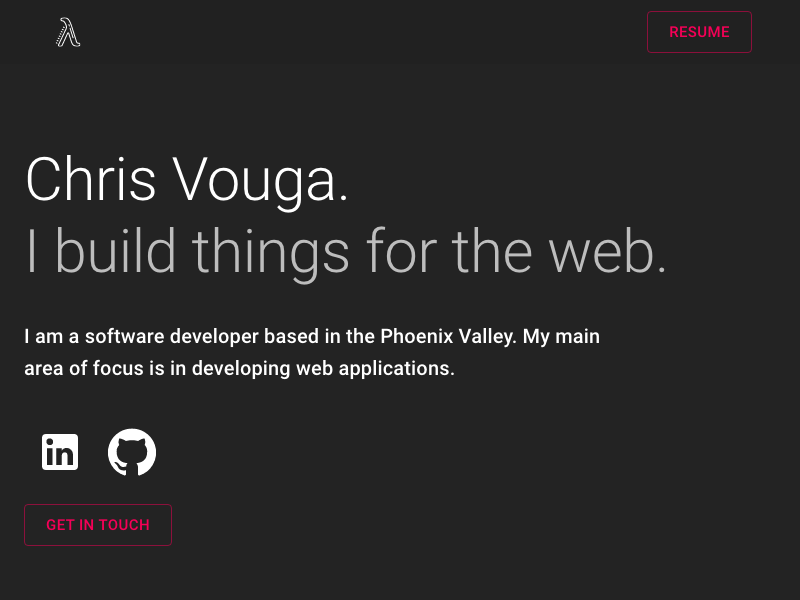 RESUME
Chris Vouga.
I build things for the web.
I am a software developer based in the Phoenix Valley. My main
area of focus is in developing web applications.
in
GET IN TOUCH